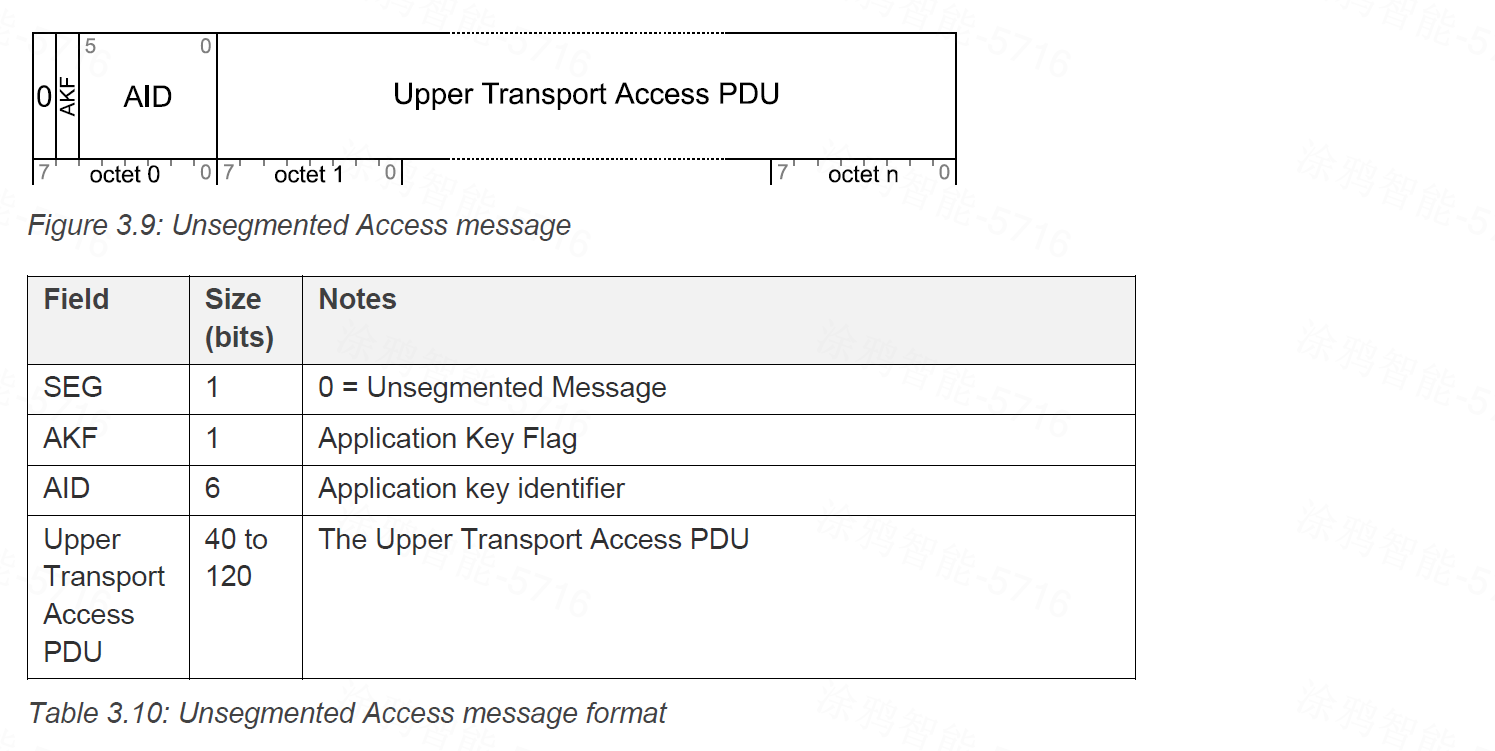 5 0
0 AKF AID Upper Transport Access PDU
7 octet 0 0 7 octet 1 0 7 octet n 0
Figure 3.9: Unsegmented Access message
Field Size (bits) Notes
SEG 1 0 = Unsegmented Message
AKF 1 Application Key Flag
AID 6 Application key identifier
Upper Transport Access PDU 40 to 120 The Upper Transport Access PDU
Table 3.10: Unsegmented Access message format
涂鸦智能-5716